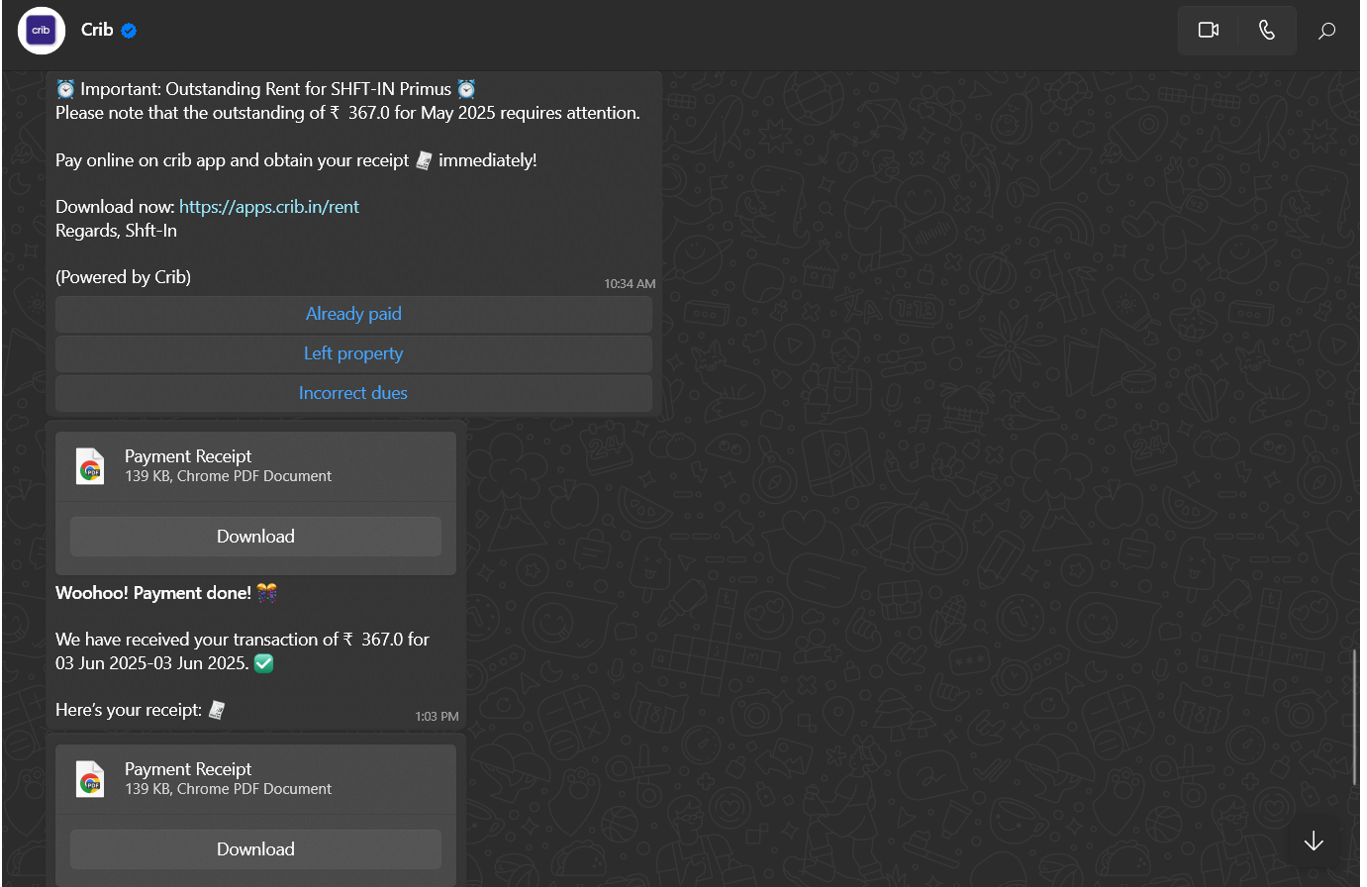 crib
Crib
⏰ Important: Outstanding Rent for SHFT-IN Primus ⏰
Please note that the outstanding of ₹ 367.0 for May 2025 requires attention.
Pay online on crib app and obtain your receipt 🧾 immediately!
Download now: https://apps.crib.in/rent
Regards, Shft-In
(Powered by Crib)
10:34 AM
Already paid
Left property
Incorrect dues
Payment Receipt
139 KB, Chrome PDF Document
PDF
Download
Woohoo! Payment done! 🎊
We have received your transaction of ₹ 367.0 for
03 Jun 2025-03 Jun 2025. ✅
Here's your receipt: 🧾
1:03 PM
Payment Receipt
139 KB, Chrome PDF Document
PDF
Download